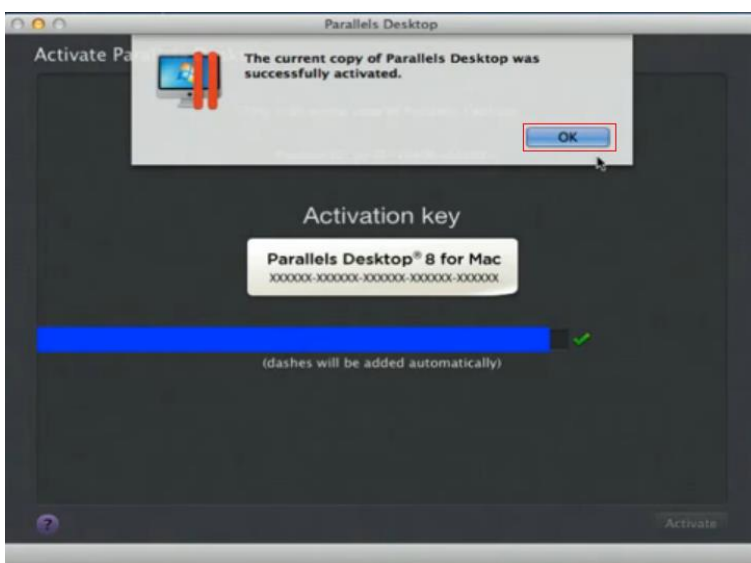 Parallels Desktop
Activate Pa
The current copy of Parallels Desktop was
successfully activated.
OK
Activation key
Parallels Desktop® 8 for Mac
XXXXXX-XXXXXX-XXXXXX-XXXXXX-XXXXXX
(dashes will be added automatically)
?
Activate